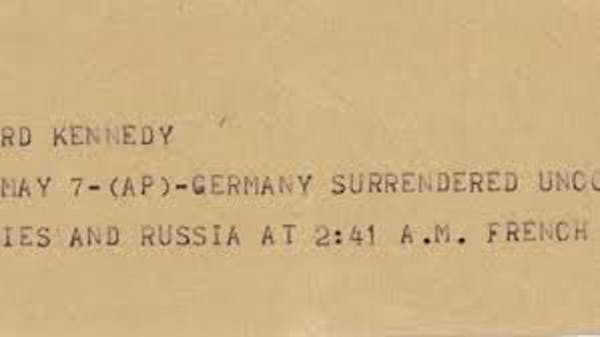 RD KENNEDY
MAY 7-(AP)-GERMANY SURRENDERED UNCO
IES AND RUSSIA AT 2:41 A.M. FRENCH